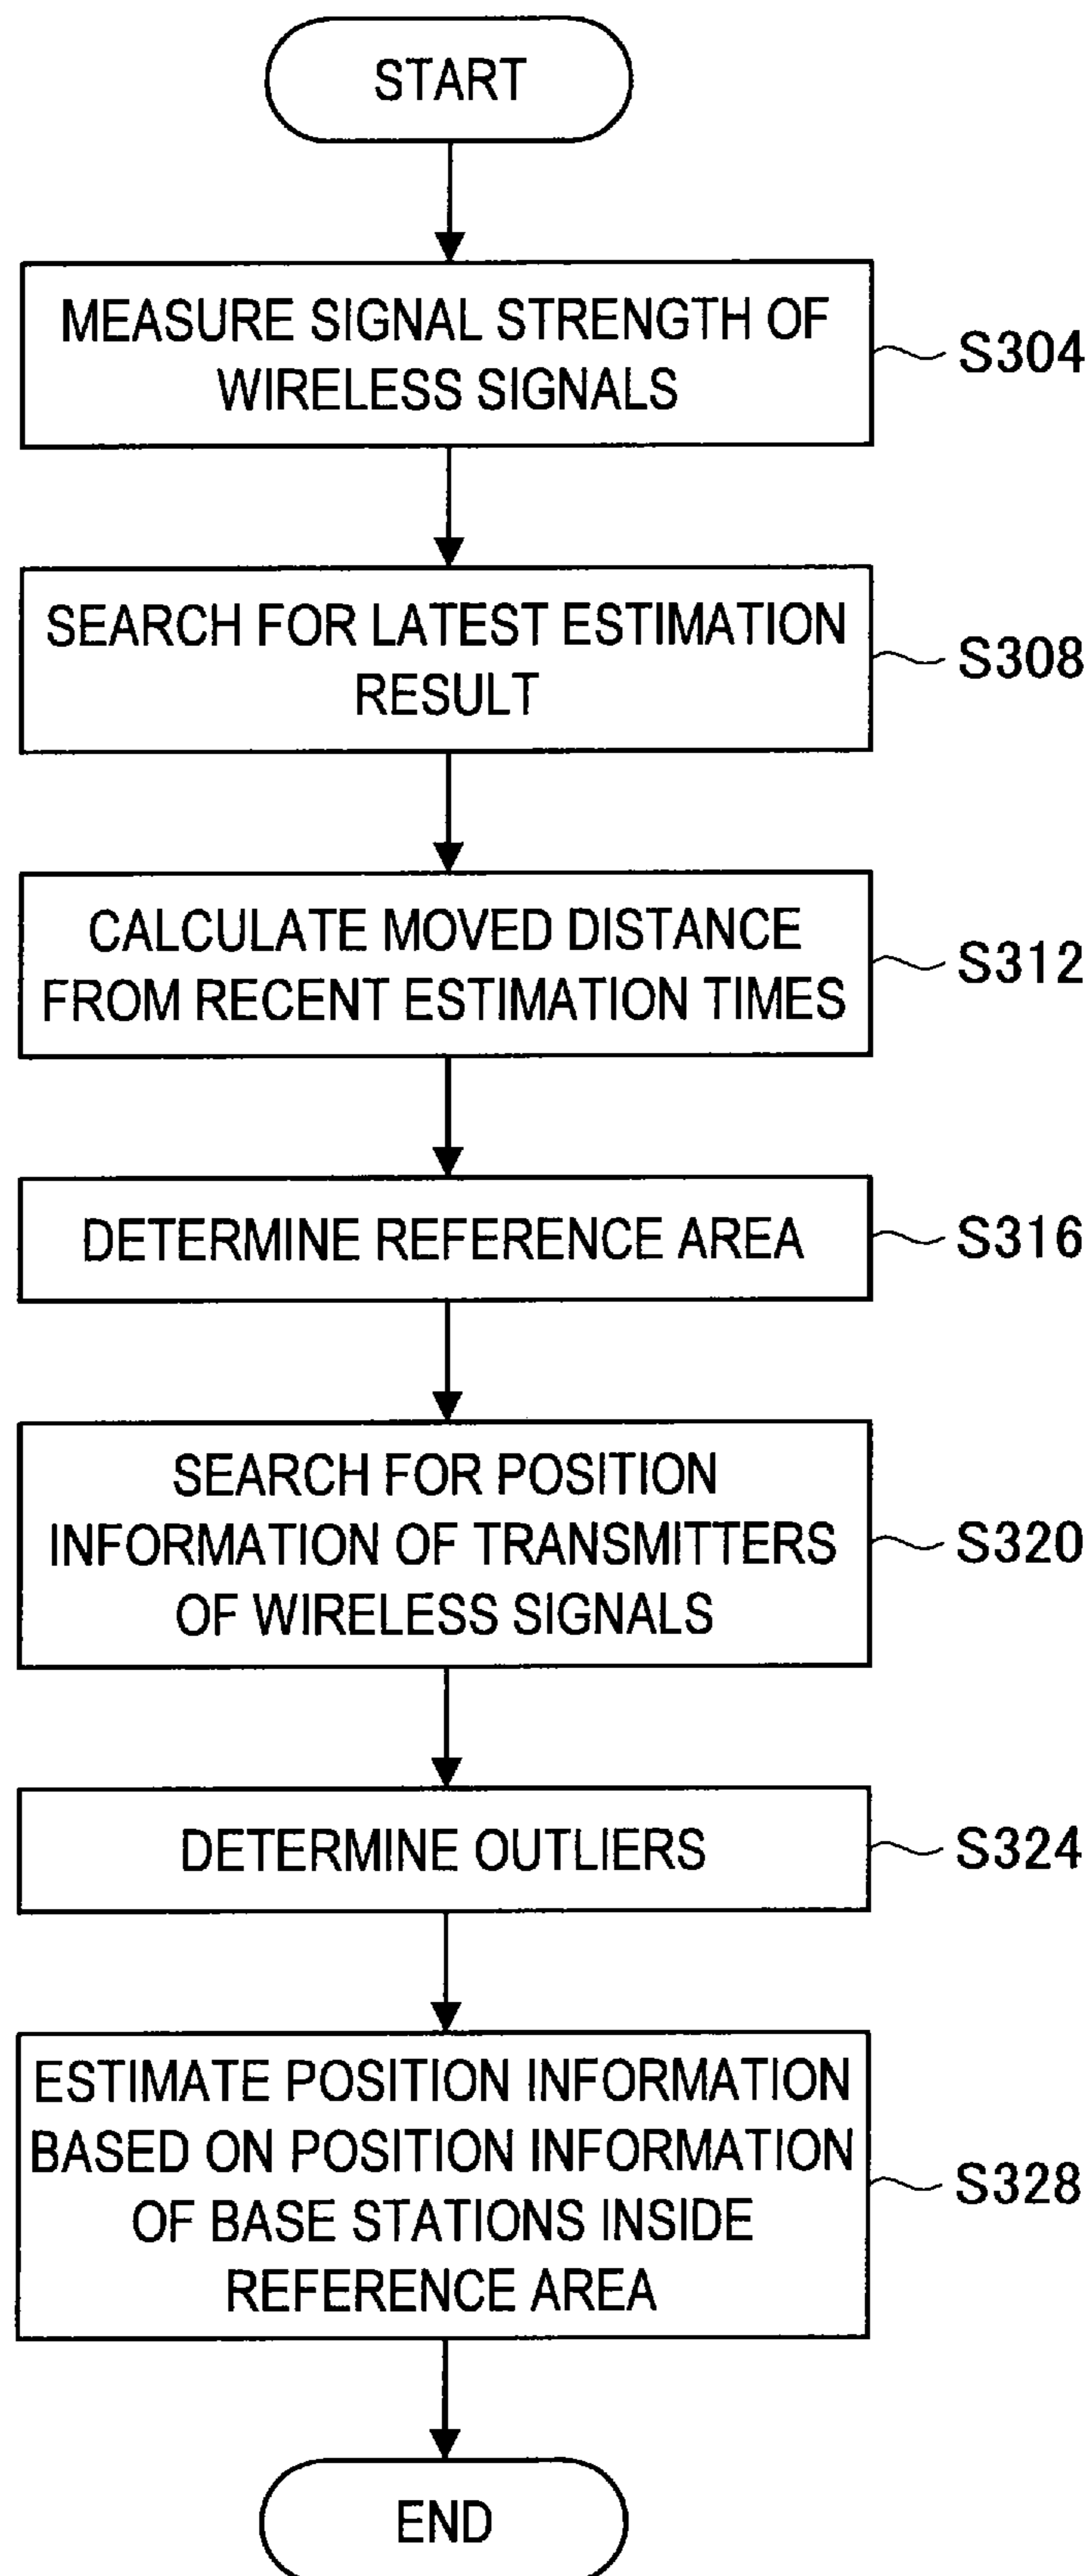 START
MEASURE SIGNAL STRENGTH OF
WIRELESS SIGNALS
S304
SEARCH FOR LATEST ESTIMATION
RESULT
S308
CALCULATE MOVED DISTANCE
FROM RECENT ESTIMATION TIMES
S312
DETERMINE REFERENCE AREA
S316
SEARCH FOR POSITION
INFORMATION OF TRANSMITTERS
OF WIRELESS SIGNALS
S320
DETERMINE OUTLIERS
S324
ESTIMATE POSITION INFORMATION
BASED ON POSITION INFORMATION
OF BASE STATIONS INSIDE
REFERENCE AREA
S328
END